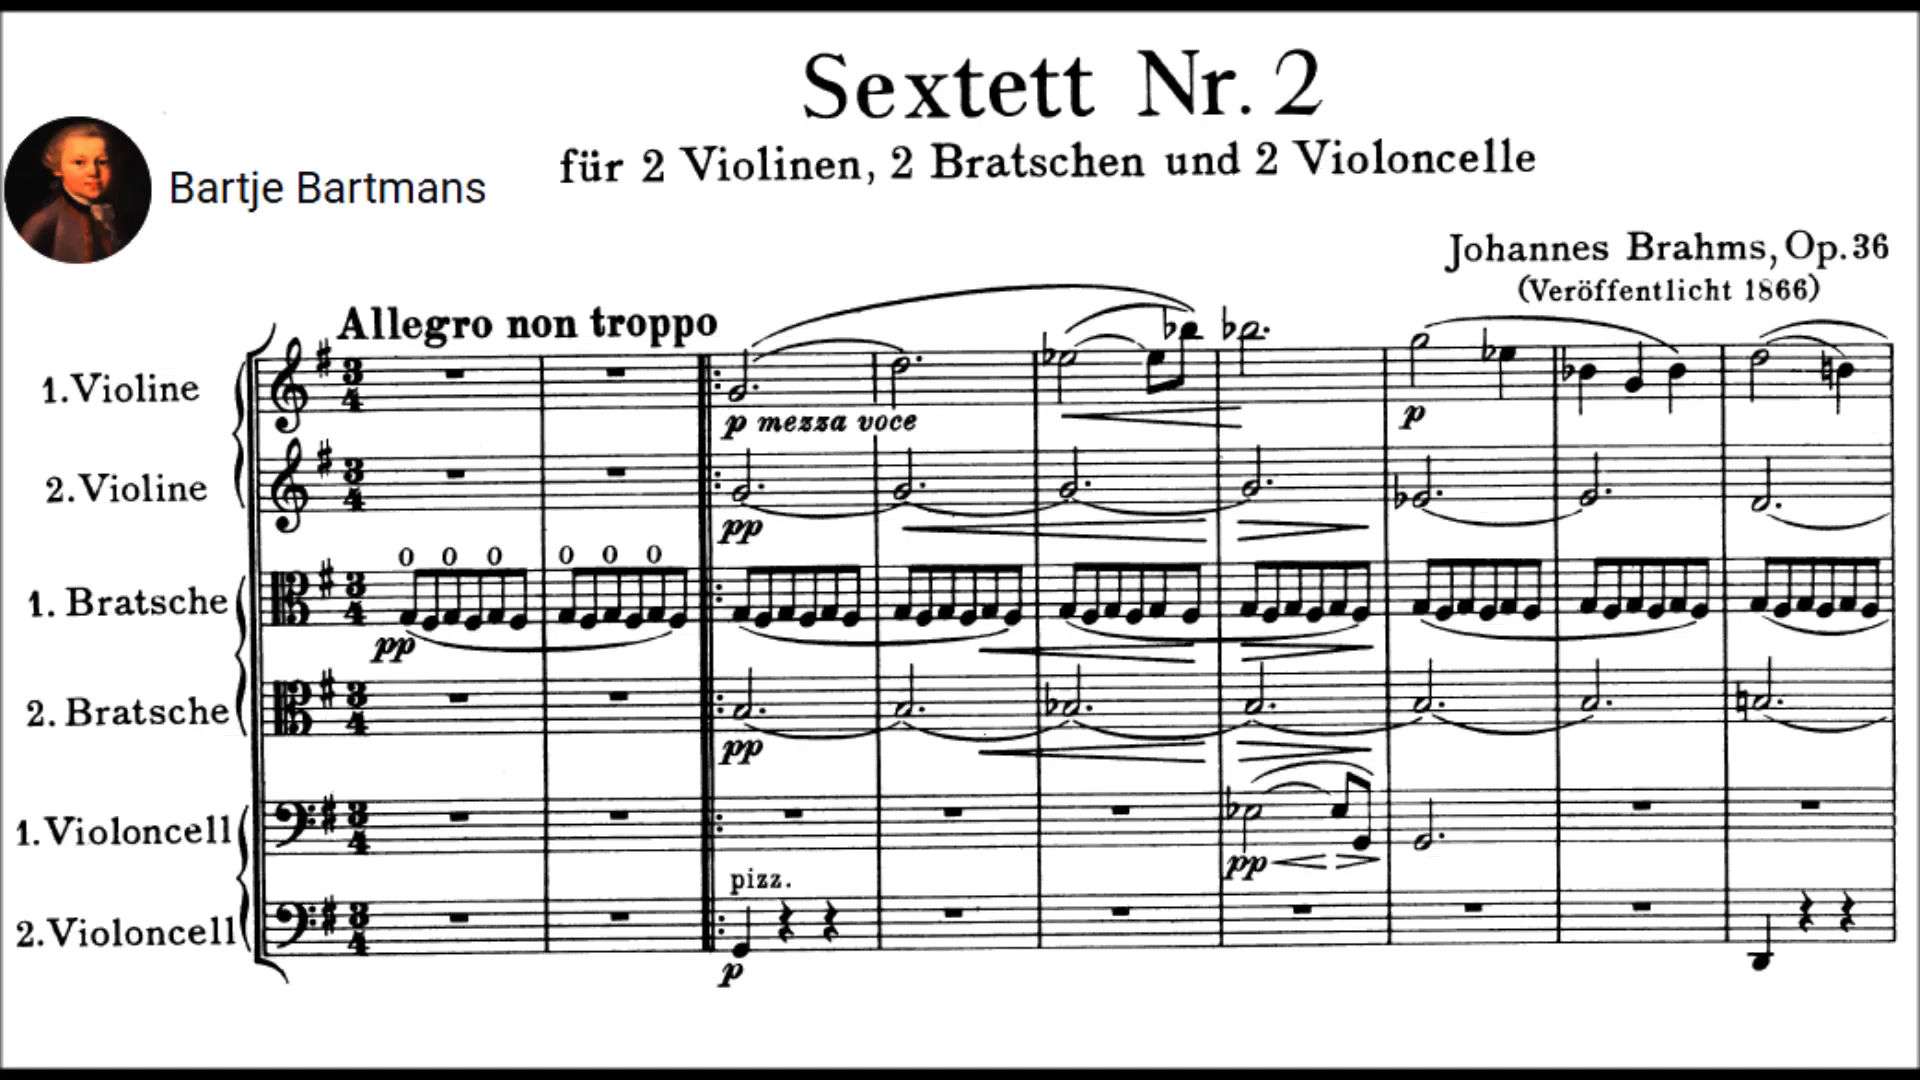 Sextett Nr. 2
für 2 Violinen, 2 Bratschen und 2 Violoncelle
Bartje Bartmans
Johannes Brahms, Op. 36
(Veröffentlicht 1866)
Allegro non troppo
1. Violine
p mezza voce
p
2. Violine
pp
o o o o o o
1. Bratsche
pp
2. Bratsche
pp
1. Violoncell
pp
pizz.
2. Violoncell
p